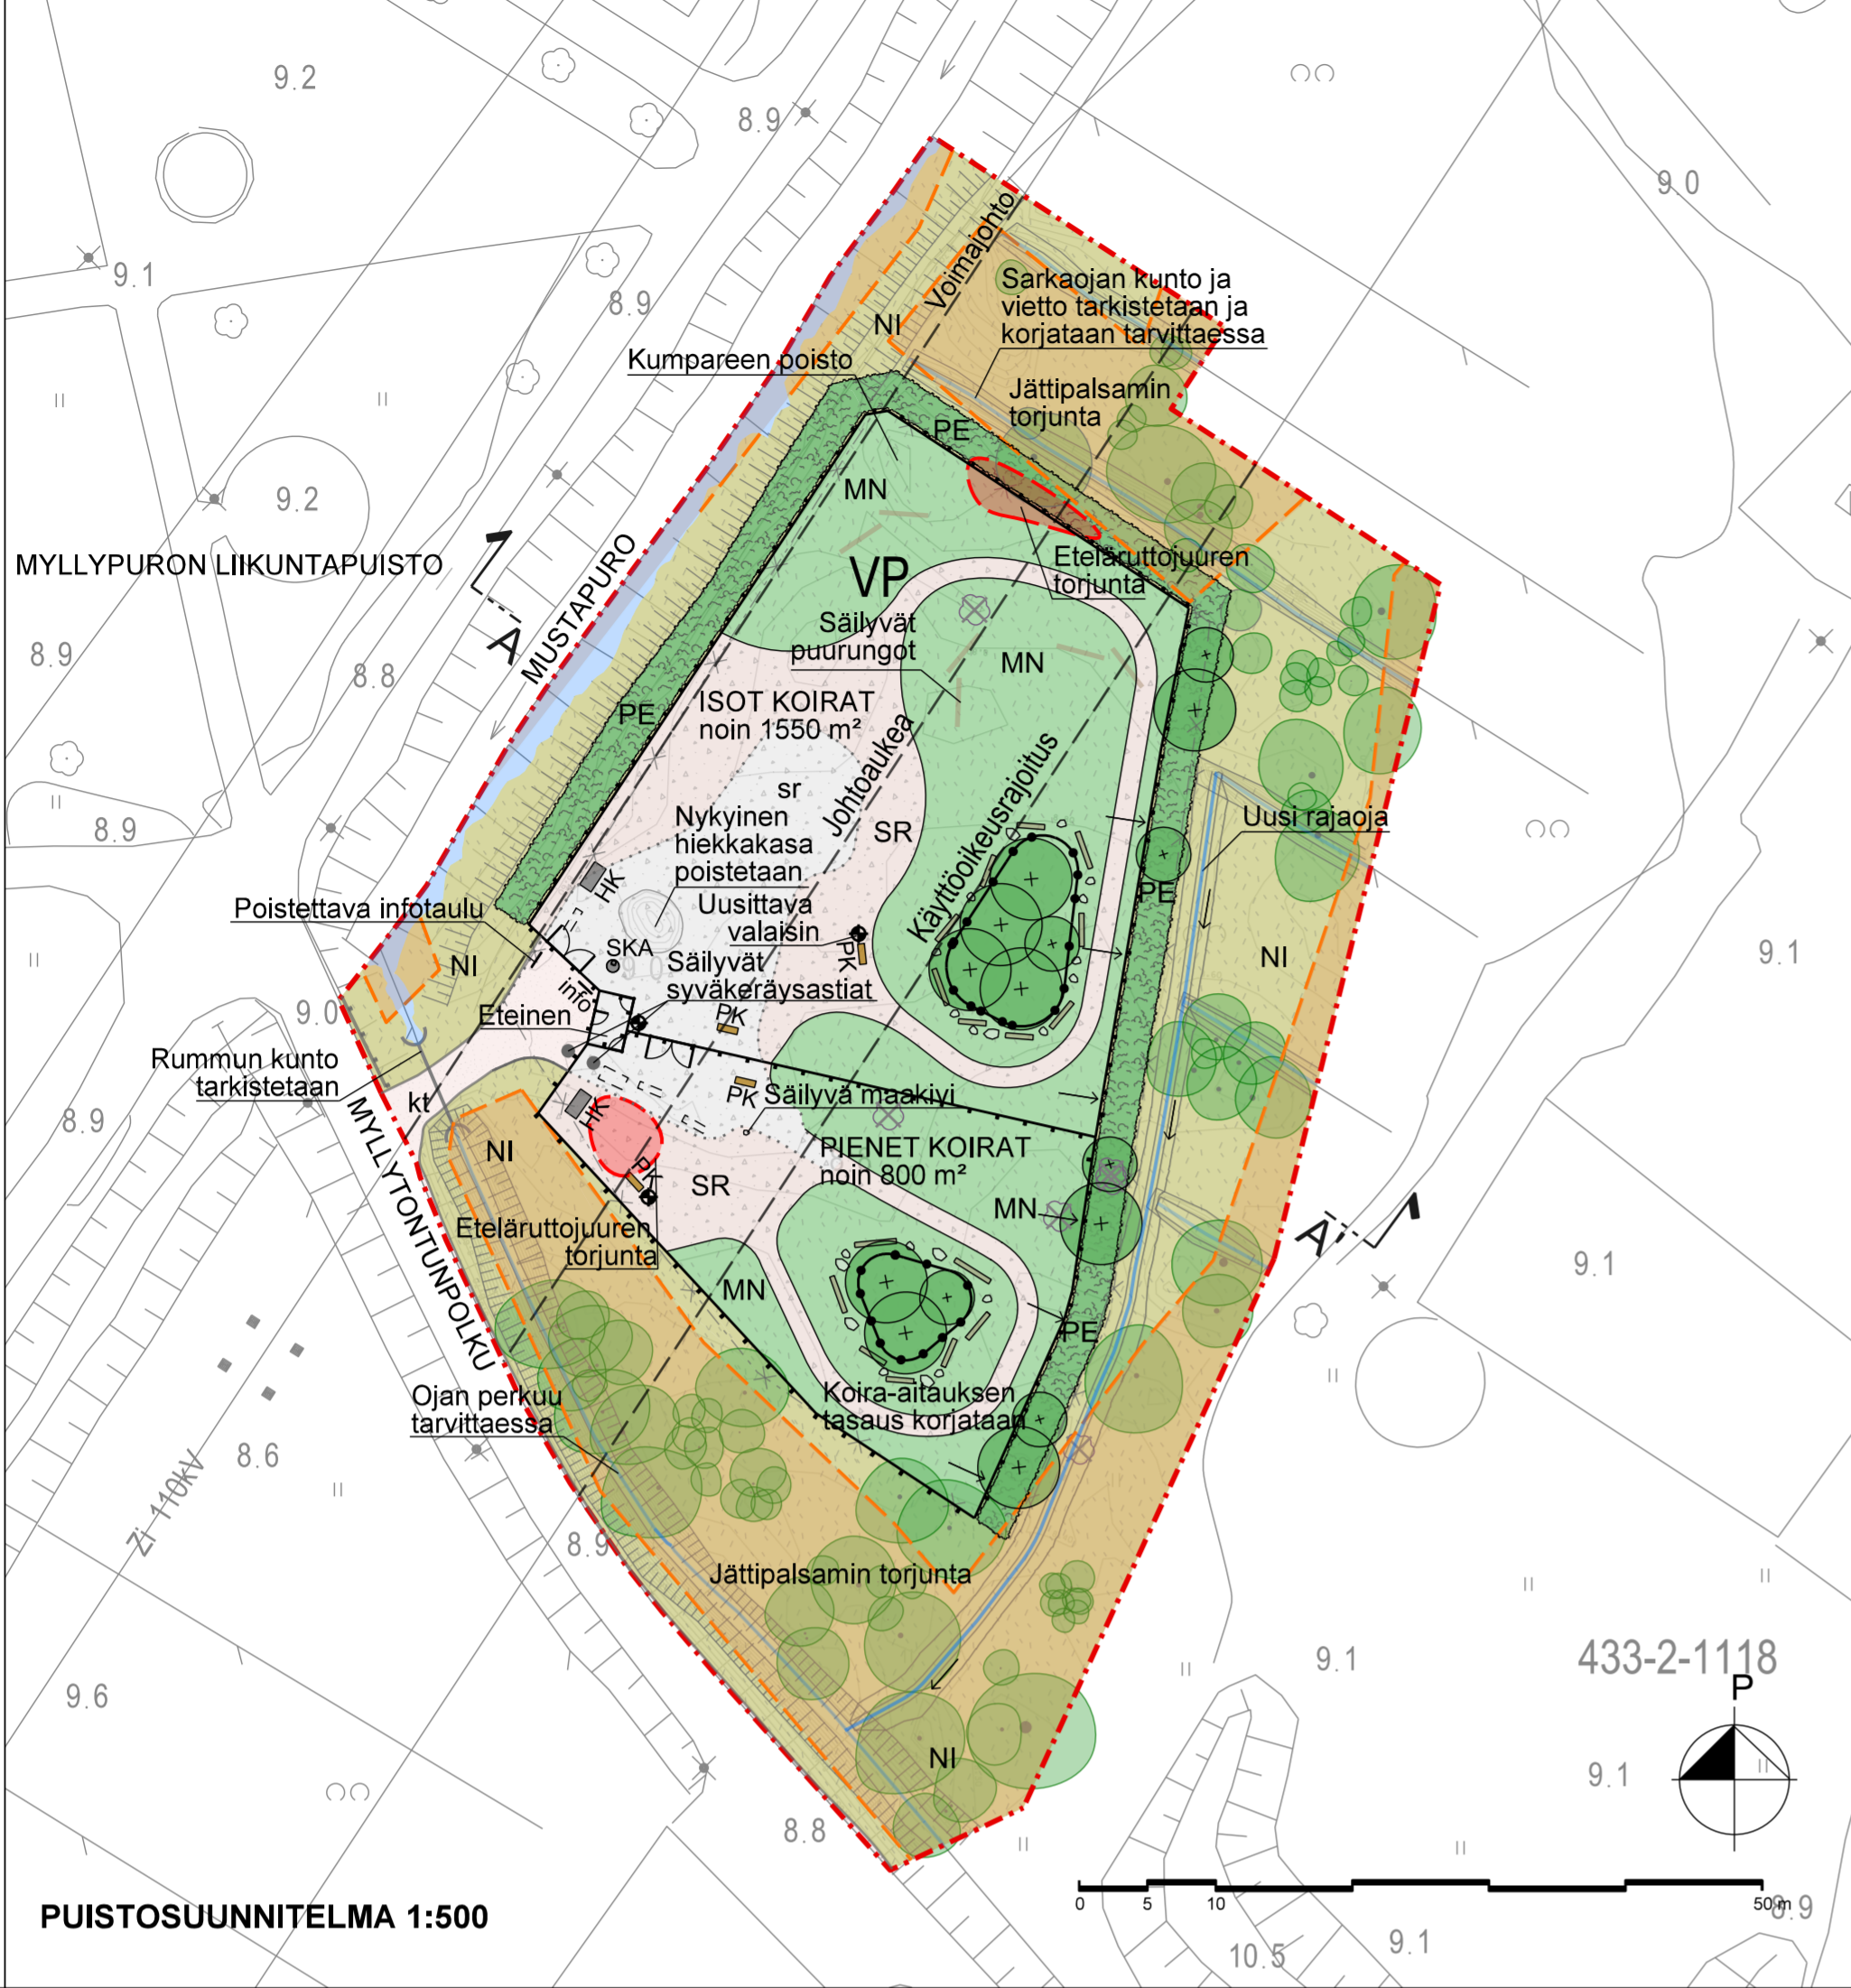 9.2
8.9
9.0
9.1
8.9
Voimajohto
Sarkaojan kunto ja
vietto tarkistetaan ja
korjataan tarvittaessa
NI
Kumpareen poisto
Jättipalsamin
torjunta
PE
MN
9.2
MYLLYPURON LIIKUNTAPUISTO
MUSTAPURO
A
VP
Eteläruttojuuren
torjunta
Säilyvät
puurungot
MN
8.9
8.8
PE
ISOT KOIRAT
noin 1550 m²
Johtoaukea
Käyttöoikeusrajoitus
sr
SR
Nykyinen
hiekkakasa
poistetaan
Uusi rajaoja
8.9
HK
PE
Poistettava infotaulu
Uusittava
valaisin
PK
SKA
NI
NI
9.1
Säilyvät
syväkeräysastiat
info
9.0
Eteinen
PK
Rummun kunto
tarkistetaan
kt
PK
Säilyvä maakivi
HK
8.9
MYLLYTONTUNPOLKU
NI
PIENET KOIRAT
noin 800 m²
PK
SR
MN
A
Eteläruttojuuren
torjunta
9.1
MN
PE
Ojan perkuu
tarvittaessa
Koira-aitauksen
tasaus korjataan
8.6
Zi 110kV
8.9
Jättipalsamin torjunta
9.1
433-2-1118
P
9.6
NI
9.1
8.8
0
5
10
50 m
8.9
PUISTOSUUNNITELMA 1:500
10.5
9.1